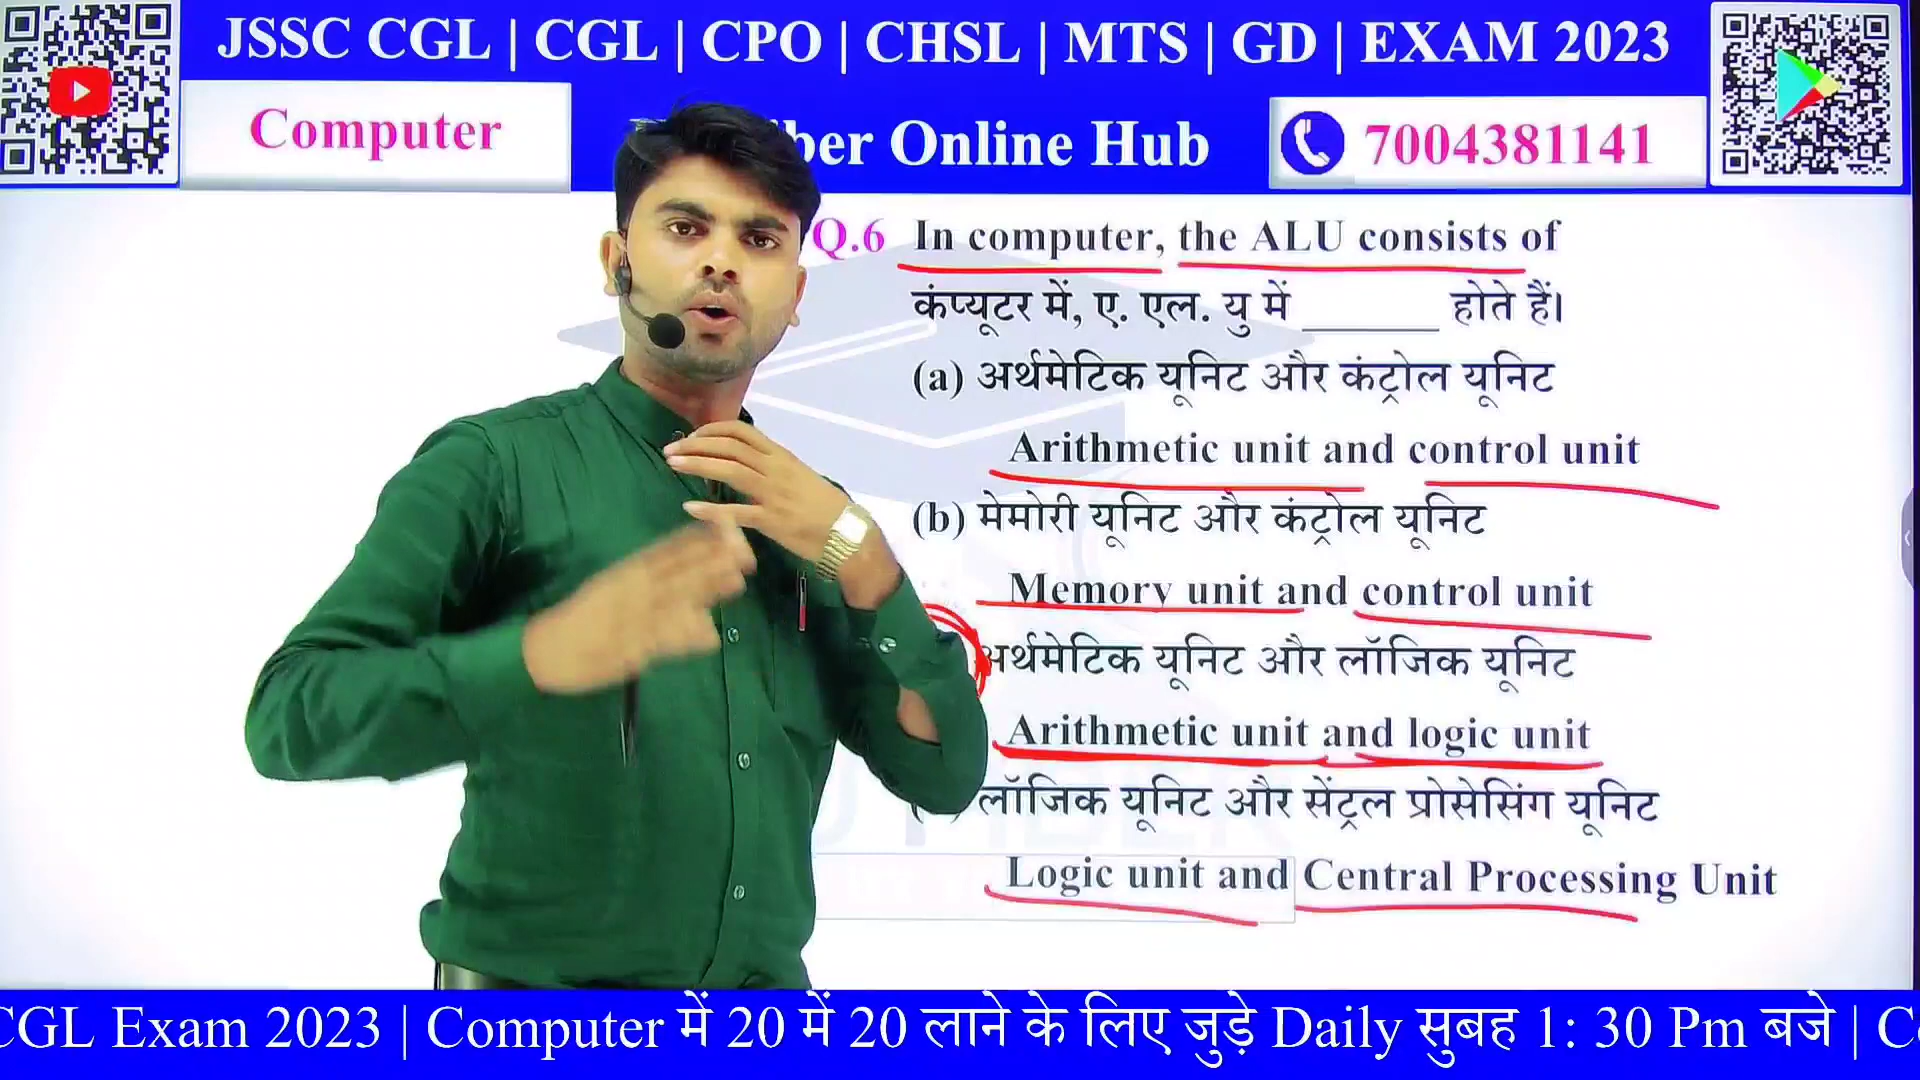 JSSC CGL | CGL | CPO | CHSL | MTS | GD | EXAM 2023
Computer
ber Online Hub
7004381141
Q.6 In computer, the ALU consists of
कंप्यूटर में, ए. एल. यु में ______ होते हैं।
(a) अर्थमेटिक यूनिट और कंट्रोल यूनिट
Arithmetic unit and control unit
(b) मेमोरी यूनिट और कंट्रोल यूनिट
Memory unit and control unit
अर्थमेटिक यूनिट और लॉजिक यूनिट
Arithmetic unit and logic unit
लॉजिक यूनिट और सेंट्रल प्रोसेसिंग यूनिट
Logic unit and Central Processing Unit
CGL Exam 2023 | Computer में 20 में 20 लाने के लिए जुड़े Daily सुबह 1: 30 Pm बजे | C